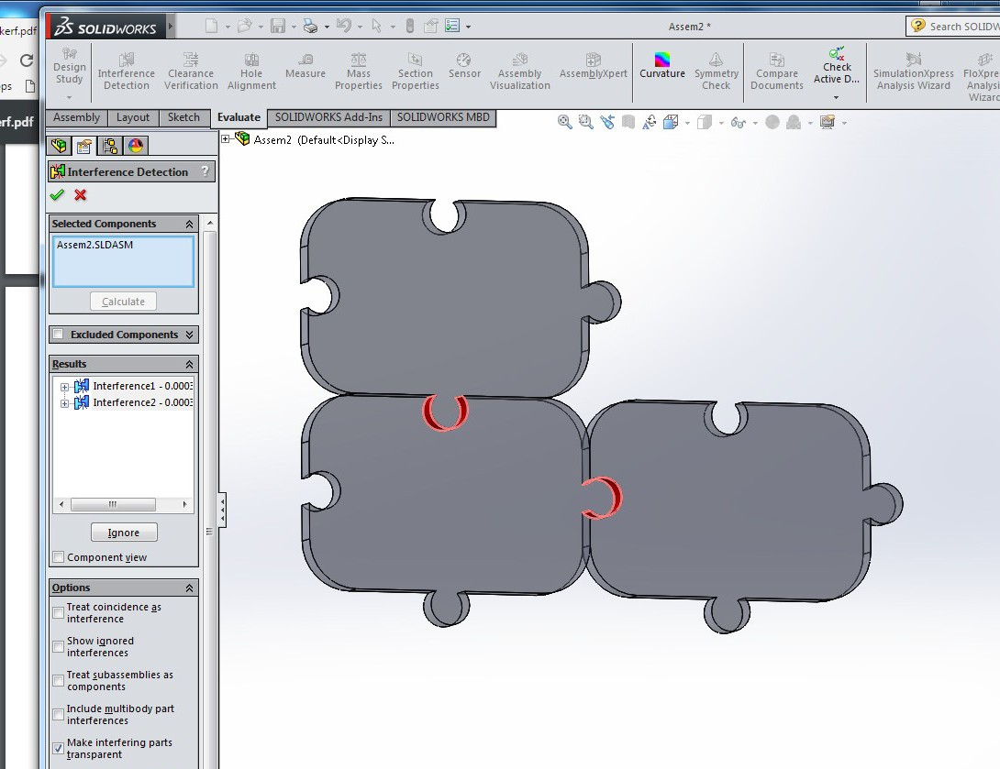 kerf.pdf
SOLIDWORKS
Assem2 *
Search SOLIDW
Design Study
Interference Detection
Clearance Verification
Hole Alignment
Measure
Mass Properties
Section Properties
Sensor
Assembly Visualization
AssemblyXpert
Curvature
Symmetry Check
Compare Documents
Check Active D...
SimulationXpress Analysis Wizard
FloXpres Analysis Wizard
ps
erf.pdf
Assembly
Layout
Sketch
Evaluate
SOLIDWORKS Add-Ins
SOLIDWORKS MBD
Assem2 (Default<Display S...
Interference Detection
?
Selected Components
Assem2.SLDASM
Calculate
Excluded Components
Results
Interference1 - 0.0003
Interference2 - 0.0003
Ignore
Component view
Options
Treat coincidence as
interference
Show ignored
interferences
Treat subassemblies as
components
Include multibody part
interferences
Make interfering parts
transparent